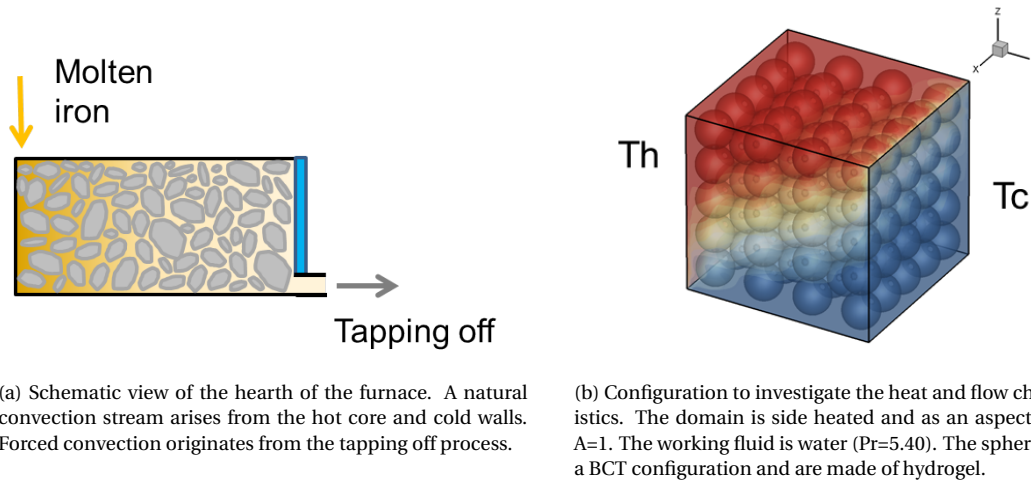 Molten
iron
Tapping off
(a) Schematic view of the hearth of the furnace. A natural
convection stream arises from the hot core and cold walls.
Forced convection originates from the tapping off process.
z
x
Th
Tc
(b) Configuration to investigate the heat and flow ch
istics. The domain is side heated and as an aspect
A=1. The working fluid is water (Pr=5.40). The spher
a BCT configuration and are made of hydrogel.